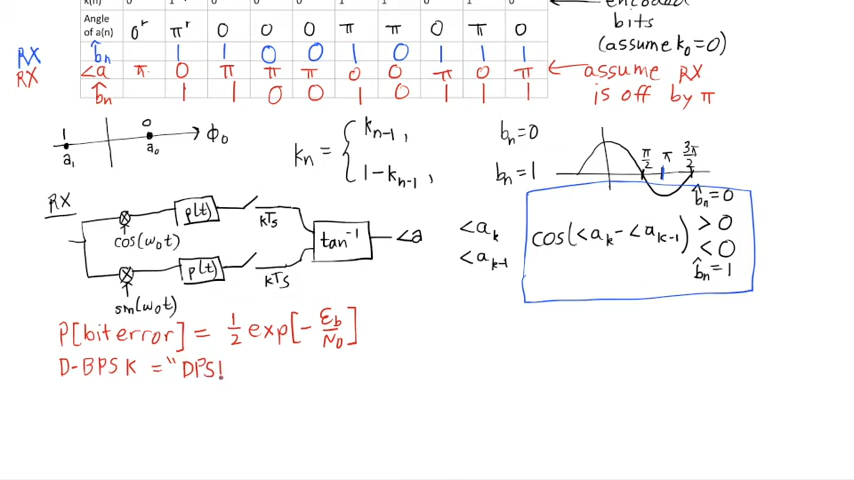 k(n) 0 1
encoded
bits
(assume k₀=0)
Angle of a(n) 0ʳ πʳ 0 0 0 π π 0 π 0
RX b̂ₙ 1 1 0 0 1 0 1 1 1
RX <a π 0 π π π 0 0 π 0 π
assume RX
is off by π
b̂ₙ 1 1 0 0 1 0 1 1 1
1 0 ϕ₀
a₁ a₀
kₙ = { kₙ₋₁, bₙ=0
1-kₙ₋₁, bₙ=1
π/2 π 3π/2
RX
p(t) kTs
cos(ω₀t)
tan⁻¹ <a
p(t) kTs
sin(ω₀t)
<aₖ
<aₖ₋₁
b̂ₙ=0
cos(<aₖ-<aₖ₋₁) > 0
< 0
b̂ₙ=1
P[bit error] = 1/2 exp[- Ɛb/N₀]
D-BPSK = "DPS